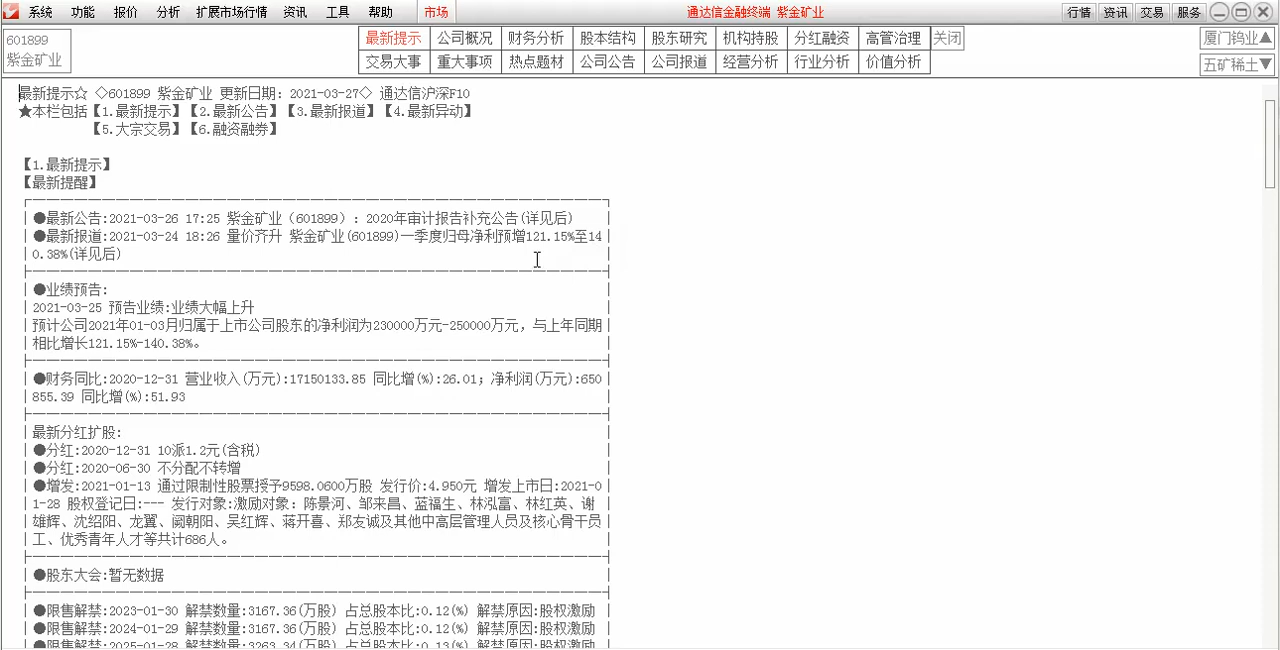 系统 功能 报价 分析 扩展市场行情 资讯 工具 帮助 市场 通达信金融终端 紫金矿业 行情 资讯 交易 服务
601899
紫金矿业
最新提示 公司概况 财务分析 股本结构 股东研究 机构持股 分红融资 高管治理 关闭
交易大事 重大事项 热点题材 公司公告 公司报道 经营分析 行业分析 价值分析
厦门钨业▲
五矿稀土▼
最新提示☆ ◇601899 紫金矿业 更新日期：2021-03-27◇ 通达信沪深F10
★本栏包括【1.最新提示】【2.最新公告】【3.最新报道】【4.最新异动】
【5.大宗交易】【6.融资融券】
【1.最新提示】
【最新提醒】
●最新公告:2021-03-26 17:25 紫金矿业（601899）：2020年审计报告补充公告(详见后)
●最新报道:2021-03-24 18:26 量价齐升 紫金矿业(601899)一季度归母净利预增121.15%至14
0.38%(详见后)
●业绩预告:
2021-03-25 预告业绩:业绩大幅上升
预计公司2021年01-03月归属于上市公司股东的净利润为230000万元-250000万元，与上年同期
相比增长121.15%-140.38%。
●财务同比:2020-12-31 营业收入(万元):17150133.85 同比增(%):26.01；净利润(万元):650
855.39 同比增(%):51.93
最新分红扩股:
●分红:2020-12-31 10派1.2元(含税)
●分红:2020-06-30 不分配不转增
●增发:2021-01-13 通过限制性股票授予9598.0600万股 发行价:4.950元 增发上市日:2021-0
1-28 股权登记日:--- 发行对象:激励对象：陈景河、邹来昌、蓝福生、林泓富、林红英、谢
雄辉、沈绍阳、龙翼、阙朝阳、吴红辉、蒋开喜、郑友诚及其他中高层管理人员及核心骨干员
工、优秀青年人才等共计686人。
●股东大会:暂无数据
●限售解禁:2023-01-30 解禁数量:3167.36(万股) 占总股本比:0.12(%) 解禁原因:股权激励
●限售解禁:2024-01-29 解禁数量:3167.36(万股) 占总股本比:0.12(%) 解禁原因:股权激励
●限售解禁:2025-01-28 解禁数量:3263.34(万股) 占总股本比:0.13(%) 解禁原因:股权激励